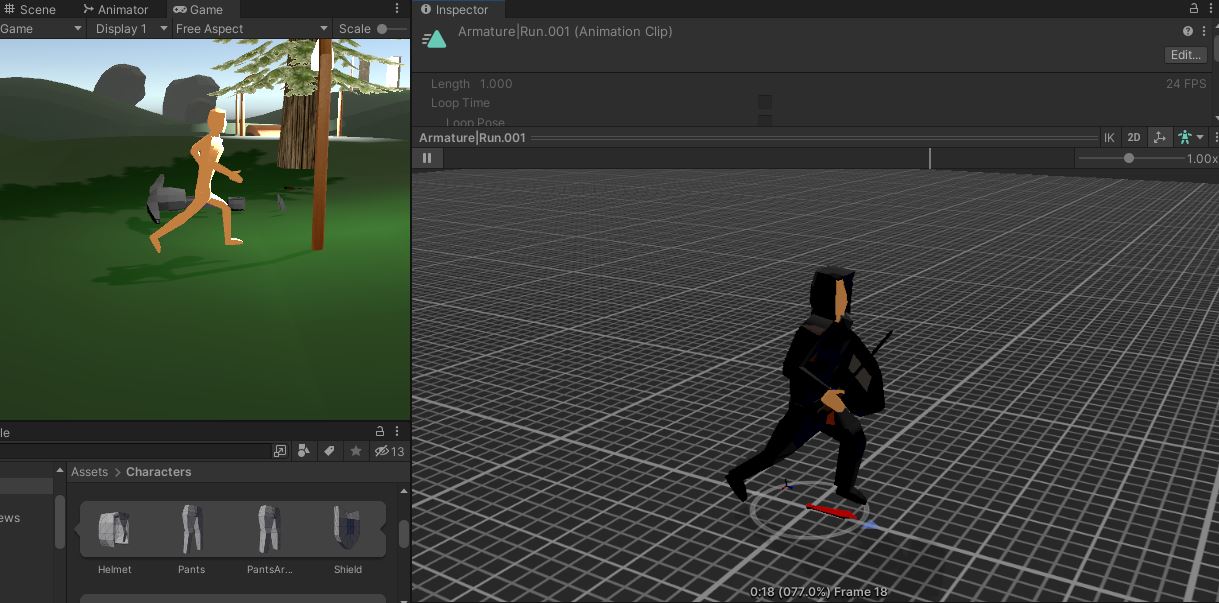 Scene Animator Game
Game Display 1 Free Aspect Scale
Inspector
Armature|Run.001 (Animation Clip)
Edit...
Length 1.000 24 FPS
Loop Time
Loop Pose
Armature|Run.001 IK 2D
1.00x
le
13
Assets > Characters
ews
Helmet Pants PantsAr... Shield
0:18 (077.0%) Frame 18